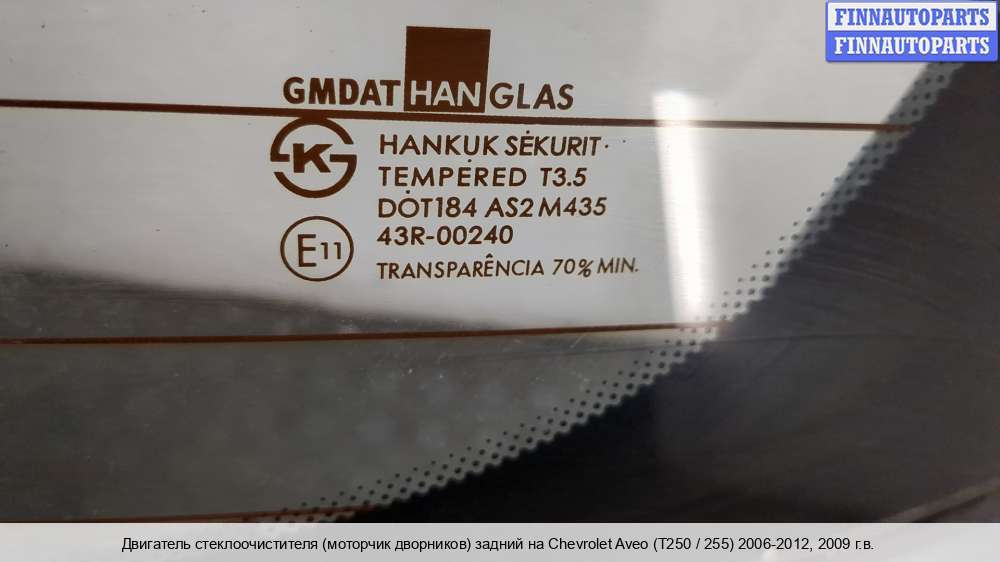 FINNAUTOPARTS
FINNAUTOPARTS
GMDAT HAN GLAS
K
HANKUK SEKURIT
TEMPERED T3.5
DOT184 AS2 M435
E11
43R-00240
TRANSPARÊNCIA 70% MIN.
Двигатель стеклоочистителя (моторчик дворников) задний на Chevrolet Aveo (T250 / 255) 2006-2012, 2009 г.в.